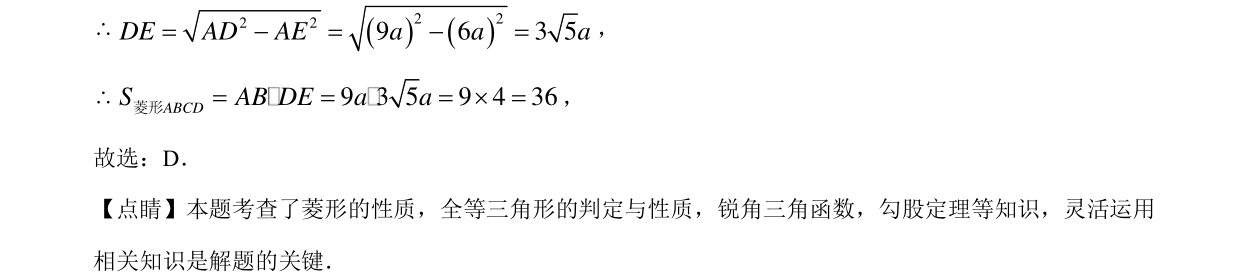 ∴ DE = √(AD² − AE²) = √((9a)² − (6a)²) = 3√5a，
∴ S菱形ABCD = AB□DE = 9a□3√5a = 9×4 = 36，
故选：D．
【点睛】本题考查了菱形的性质，全等三角形的判定与性质，锐角三角函数，勾股定理等知识，灵活运用
相关知识是解题的关键．